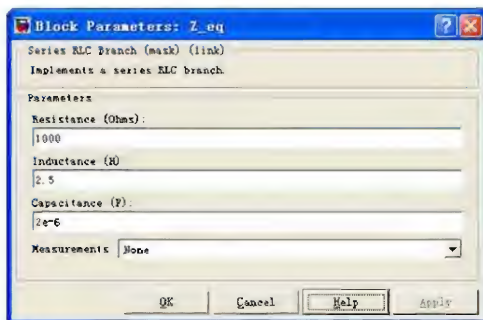 Block Parameters: Z_eq
Series RLC Branch (mask) (link)
Implements a series RLC branch.
Parameters
Resistance (Ohms):
1000
Inductance (H)
2.5
Capacitance (F):
2e-6
Measurements None
OK Cancel Help Apply